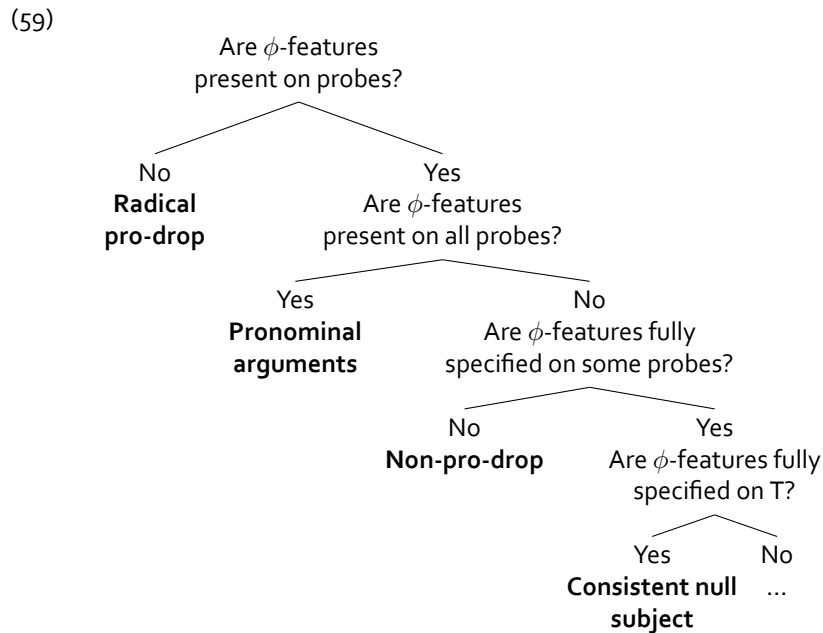 (59)
Are ϕ-features
present on probes?
No
Radical
pro-drop
Yes
Are ϕ-features
present on all probes?
Yes
Pronominal
arguments
No
Are ϕ-features fully
specified on some probes?
No
Non-pro-drop
Yes
Are ϕ-features fully
specified on T?
Yes
Consistent null
subject
No
...